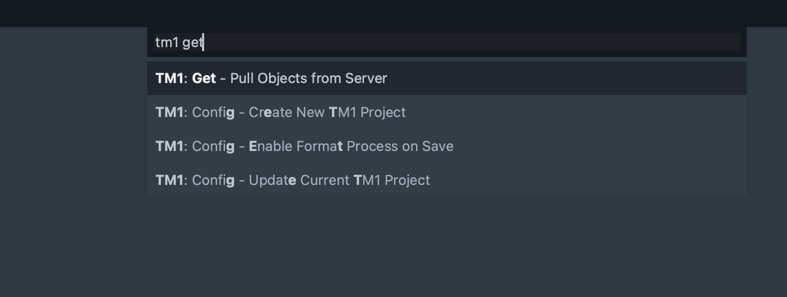 tm1 get
TM1: Get - Pull Objects from Server
TM1: Config - Create New TM1 Project
TM1: Config - Enable Format Process on Save
TM1: Config - Update Current TM1 Project